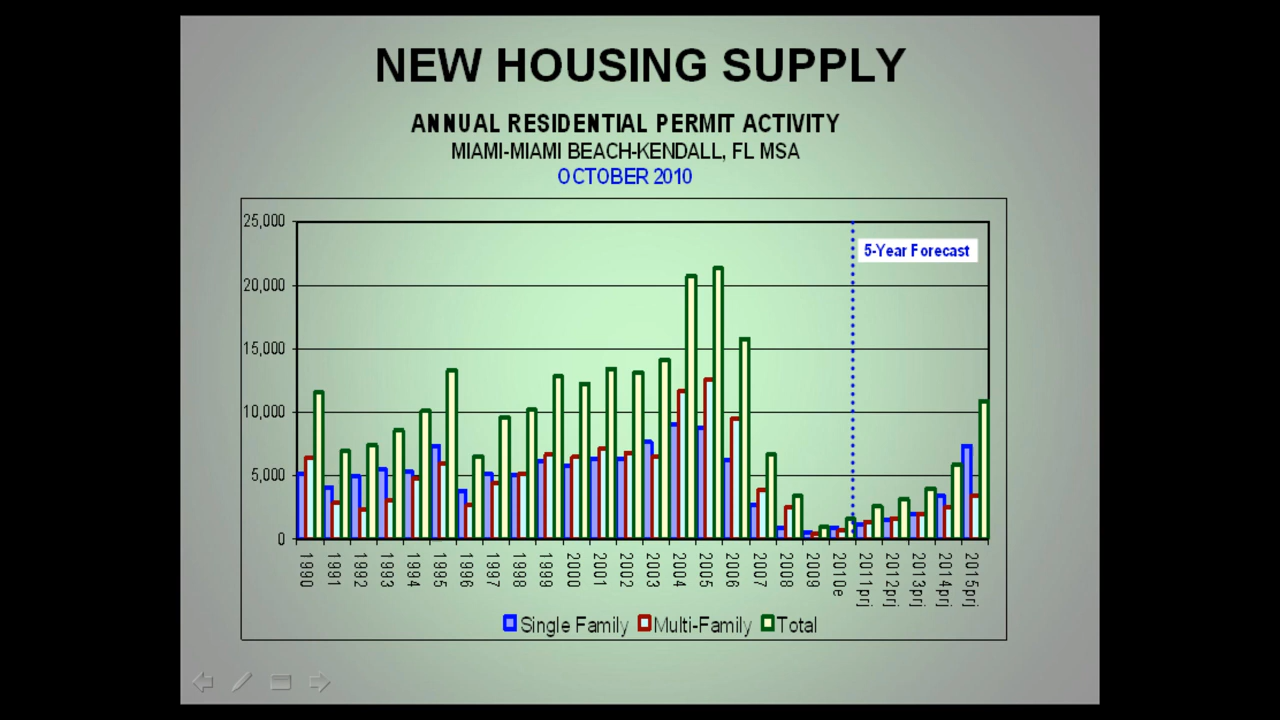 NEW HOUSING SUPPLY
ANNUAL RESIDENTIAL PERMIT ACTIVITY
MIAMI-MIAMI BEACH-KENDALL, FL MSA
OCTOBER 2010
25,000
5-Year Forecast
20,000
15,000
10,000
5,000
0
1990
1991
1992
1993
1994
1995
1996
1997
1998
1999
2000
2001
2002
2003
2004
2005
2006
2007
2008
2009
2010e
2011prj
2012prj
2013prj
2014prj
2015prj
Single Family Multi-Family Total